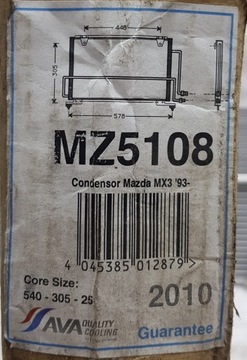 448
305
578
MZ5108
Condensor Mazda MX3 '93-
4 045385 012879 >
Core Size:
540 - 305 - 25
2010
AVA QUALITY COOLING
Guarantee